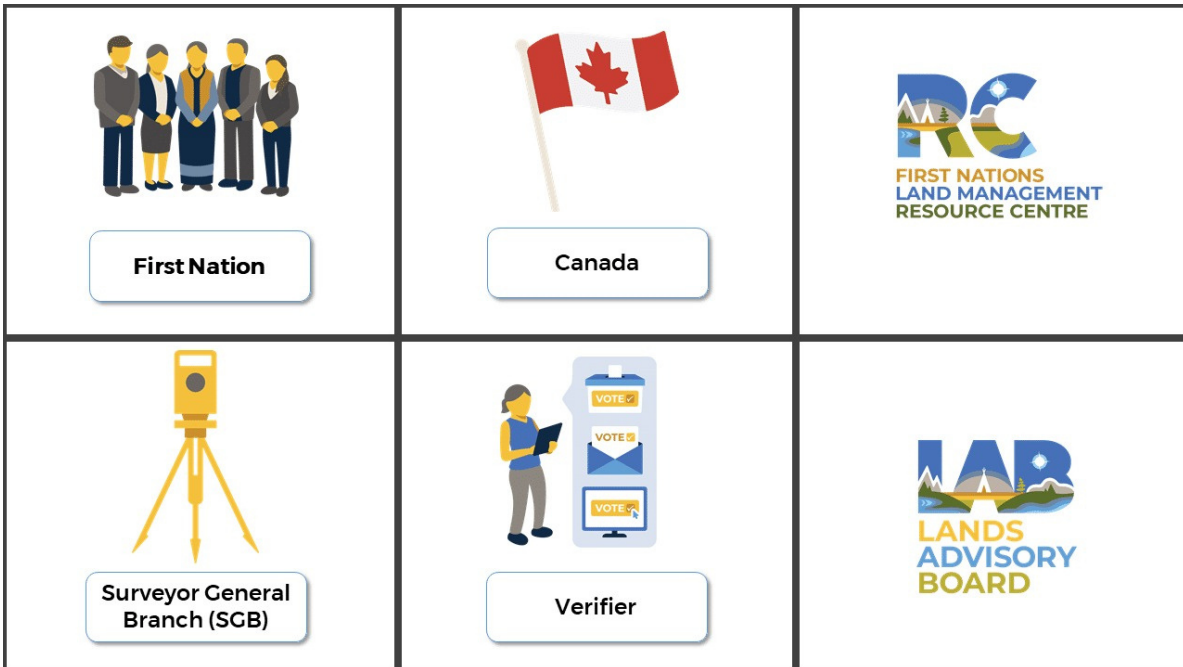 First Nation
Canada
RC
FIRST NATIONS
LAND MANAGEMENT
RESOURCE CENTRE
Surveyor General
Branch (SGB)
VOTE
VOTE
VOTE
Verifier
LAB
LANDS
ADVISORY
BOARD